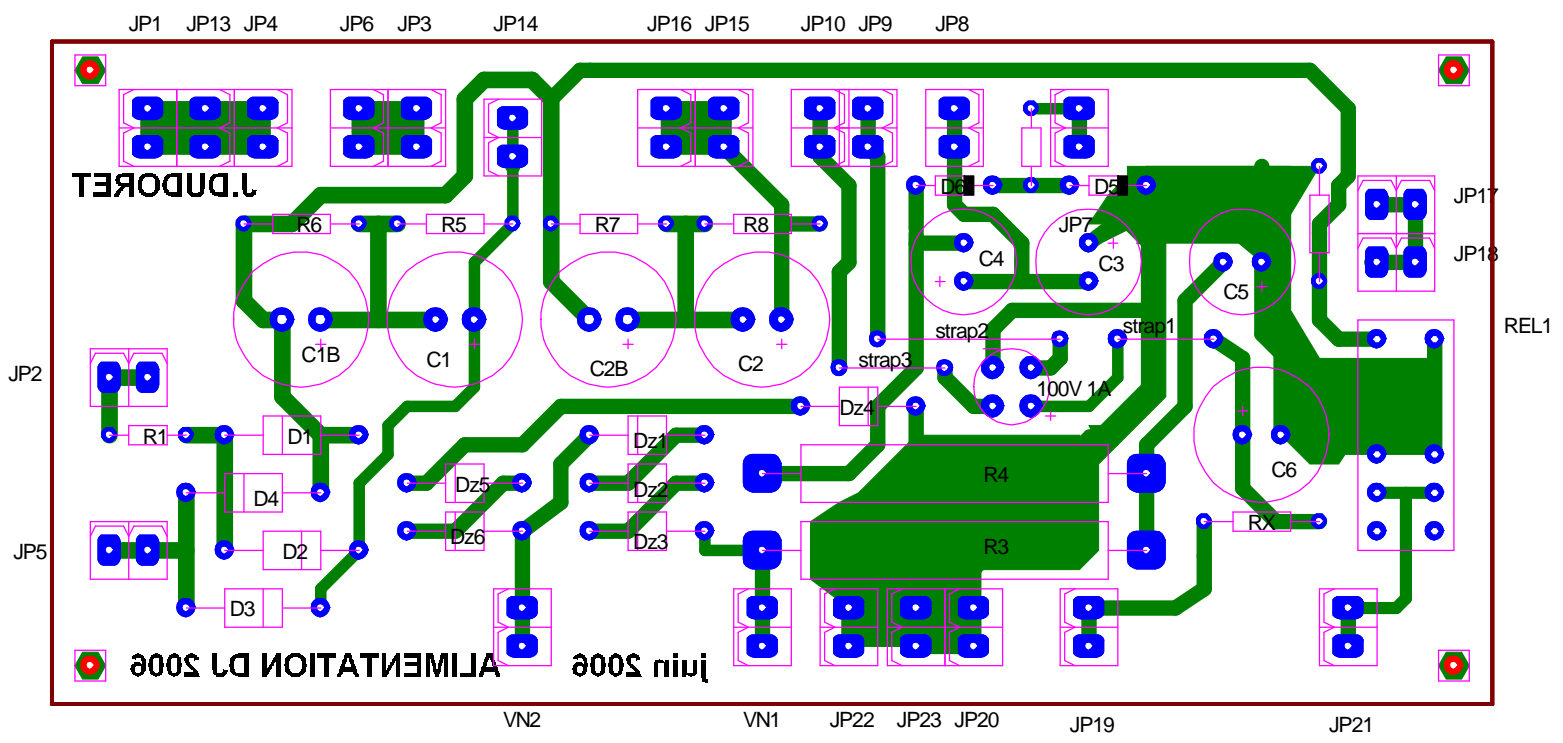 JP1 JP13 JP4 JP6 JP3 JP14 JP16 JP15 JP10 JP9 JP8
J.DUDORET
D6 D5
JP17
R6 R5 R7 R8 JP7
JP18
C4 C3
C5
REL1
strap2 strap1
C1B C1 C2B C2 strap3
JP2
100V 1A
Dz4
R1 D1 Dz1
C6
R4
Dz5 Dz2
D4
RX
Dz6 Dz3
R3
JP5 D2
D3
ALIMENTATION DJ 2006 juin 2006
VN2 VN1 JP22 JP23 JP20 JP19 JP21